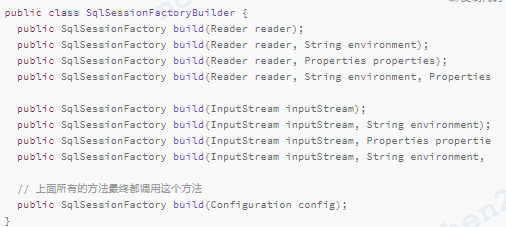 public class SqlSessionFactoryBuilder {
  public SqlSessionFactory build(Reader reader);
  public SqlSessionFactory build(Reader reader, String environment);
  public SqlSessionFactory build(Reader reader, Properties properties);
  public SqlSessionFactory build(Reader reader, String environment, Properties

  public SqlSessionFactory build(InputStream inputStream);
  public SqlSessionFactory build(InputStream inputStream, String environment);
  public SqlSessionFactory build(InputStream inputStream, Properties propertie
  public SqlSessionFactory build(InputStream inputStream, String environment,

  // 上面所有的方法最终都调用这个方法
  public SqlSessionFactory build(Configuration config);
}